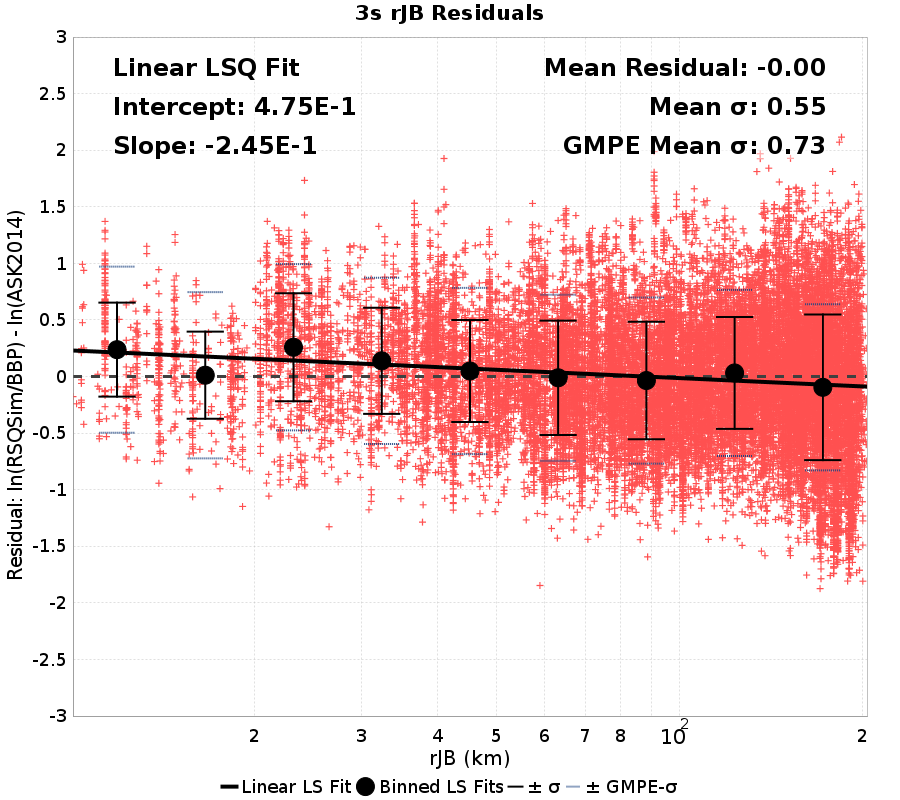 3s rJB Residuals
Linear LSQ Fit
Intercept: 4.75E-1
Slope: -2.45E-1
Mean Residual: -0.00
Mean σ: 0.55
GMPE Mean σ: 0.73
Residual: ln(RSQSim/BBP) - ln(ASK2014)
3
2.5
2
1.5
1
0.5
0
-0.5
-1
-1.5
-2
-2.5
-3
2 3 4 5 6 7 8 10² 2
rJB (km)
Linear LS Fit Binned LS Fits ± σ ± GMPE-σ